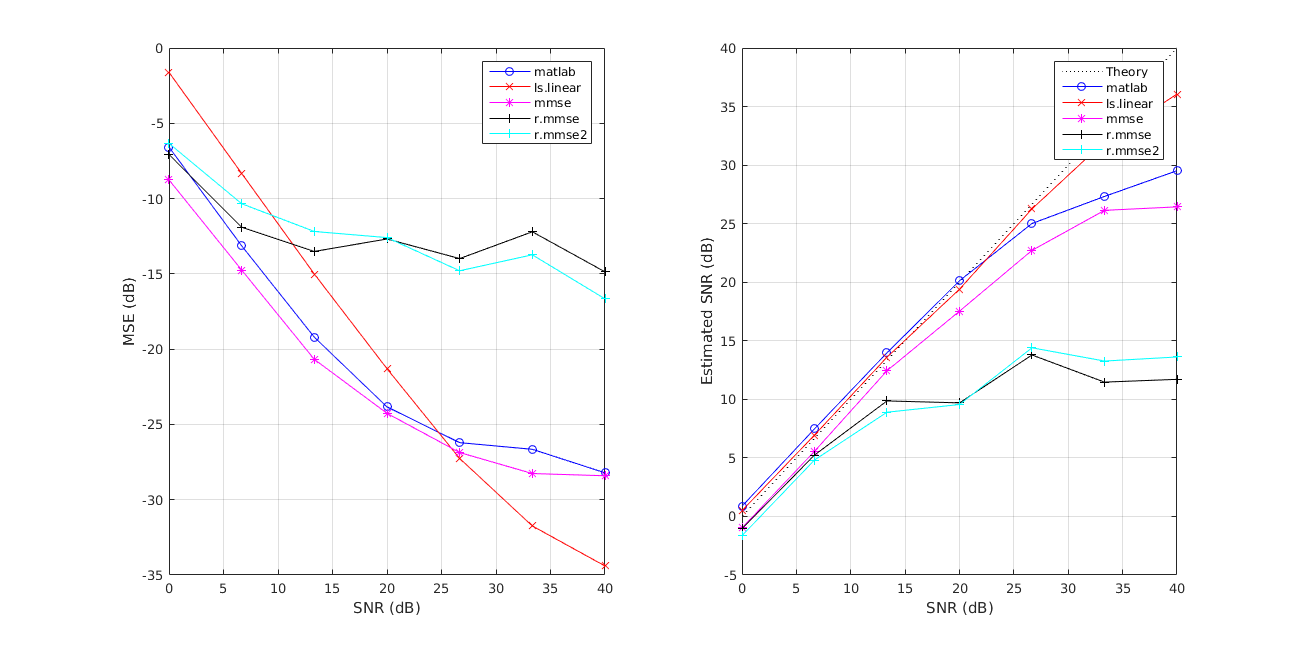 0
-5
-10
-15
-20
-25
-30
-35
MSE (dB)
0 5 10 15 20 25 30 35 40
SNR (dB)
matlab
ls.linear
mmse
r.mmse
r.mmse2
40
35
30
25
20
15
10
5
0
-5
Estimated SNR (dB)
0 5 10 15 20 25 30 35 40
SNR (dB)
Theory
matlab
ls.linear
mmse
r.mmse
r.mmse2